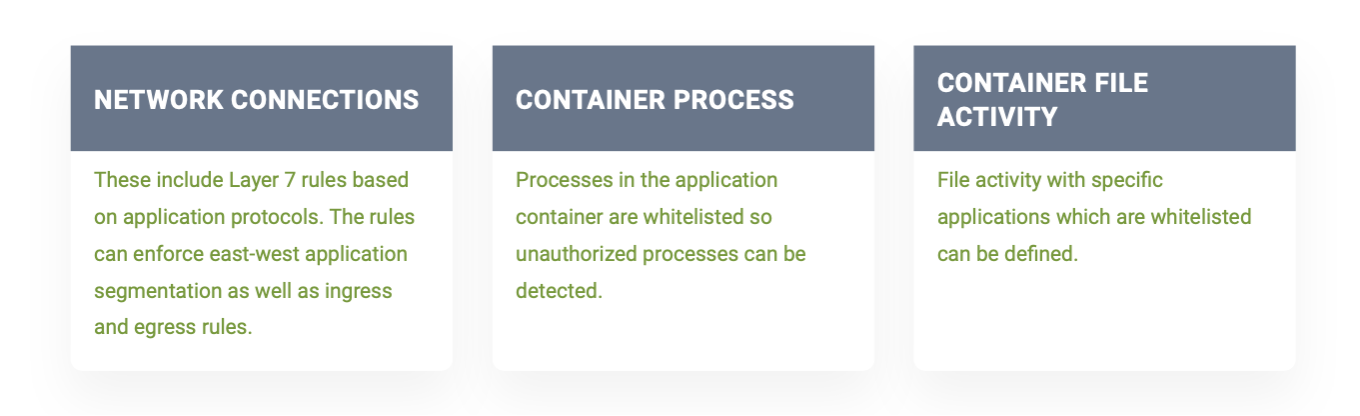 NETWORK CONNECTIONS
These include Layer 7 rules based
on application protocols. The rules
can enforce east-west application
segmentation as well as ingress
and egress rules.
CONTAINER PROCESS
Processes in the application
container are whitelisted so
unauthorized processes can be
detected.
CONTAINER FILE
ACTIVITY
File activity with specific
applications which are whitelisted
can be defined.